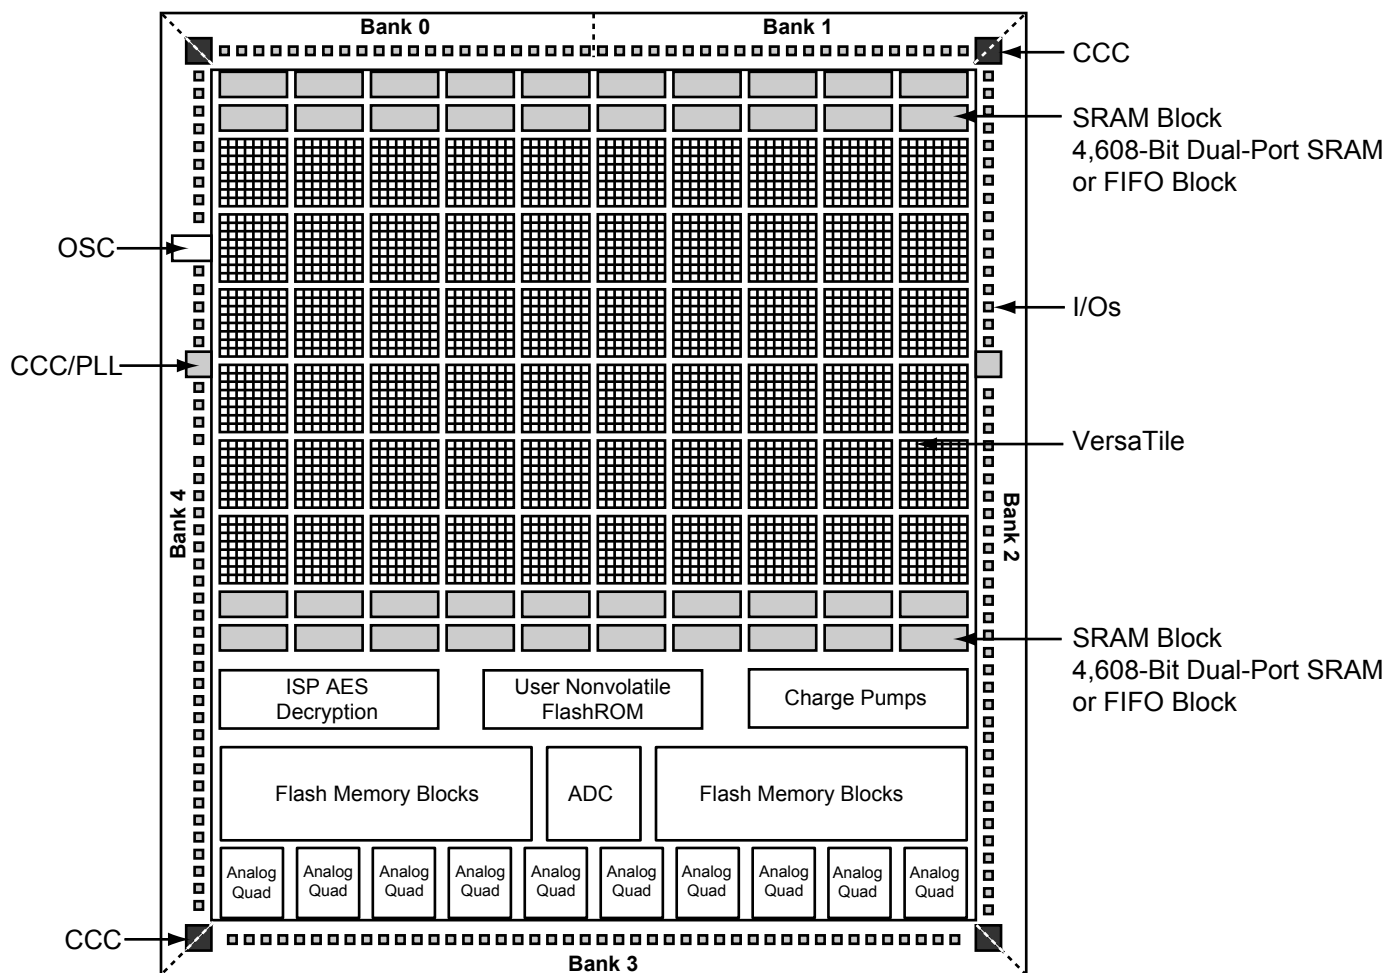 Bank 0
Bank 1
CCC
SRAM Block
4,608-Bit Dual-Port SRAM
or FIFO Block
OSC
I/Os
CCC/PLL
VersaTile
Bank 4
Bank 2
SRAM Block
4,608-Bit Dual-Port SRAM
or FIFO Block
ISP AES
Decryption
User Nonvolatile
FlashROM
Charge Pumps
Flash Memory Blocks
ADC
Flash Memory Blocks
Analog
Quad
Analog
Quad
Analog
Quad
Analog
Quad
Analog
Quad
Analog
Quad
Analog
Quad
Analog
Quad
Analog
Quad
Analog
Quad
CCC
Bank 3